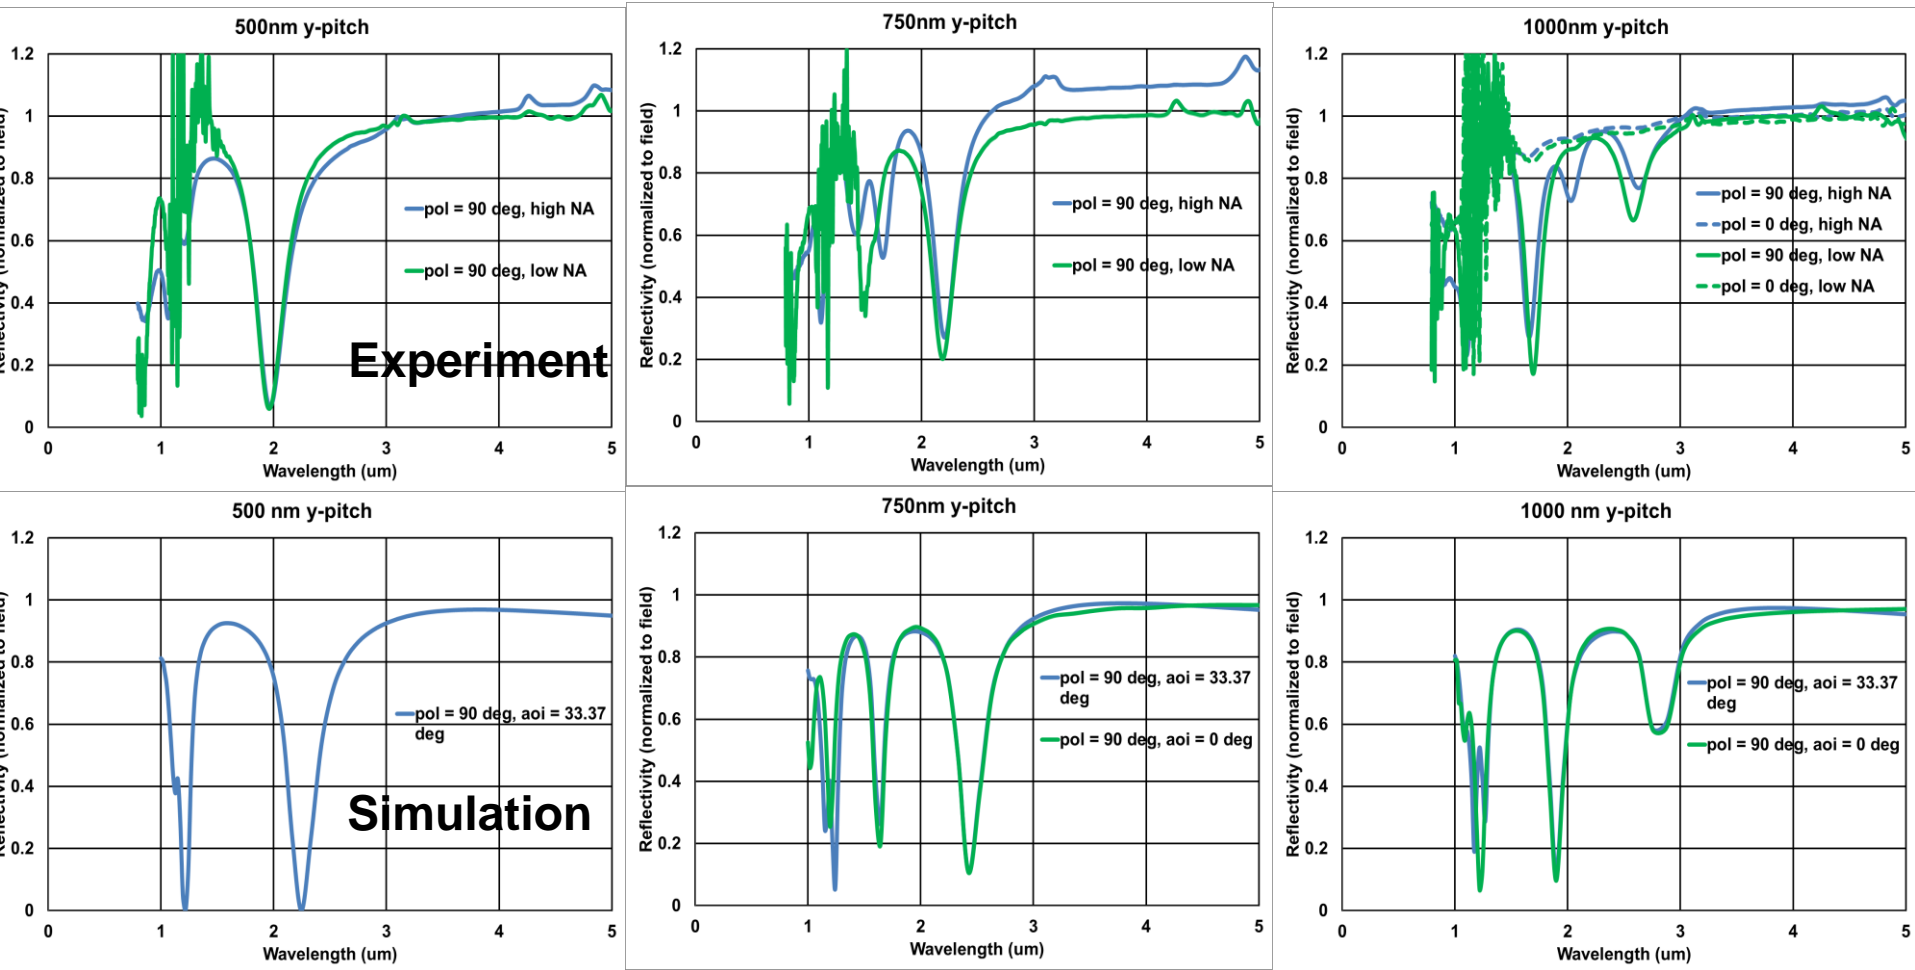 500nm y-pitch
1.2
1
0.8
0.6
0.4
0.2
0
0 1 2 3 4 5
Wavelength (um)
pol = 90 deg, high NA
pol = 90 deg, low NA
Experiment
750nm y-pitch
Reflectivity (normalized to field)
1.2
1
0.8
0.6
0.4
0.2
0
0 1 2 3 4 5
Wavelength (um)
pol = 90 deg, high NA
pol = 90 deg, low NA
1000nm y-pitch
Reflectivity (normalized to field)
1.2
1
0.8
0.6
0.4
0.2
0
0 1 2 3 4 5
Wavelength (um)
pol = 90 deg, high NA
pol = 0 deg, high NA
pol = 90 deg, low NA
pol = 0 deg, low NA
500 nm y-pitch
1.2
1
0.8
0.6
0.4
0.2
0
0 1 2 3 4 5
Wavelength (um)
pol = 90 deg, aoi = 33.37
deg
Simulation
750nm y-pitch
Reflectivity (normalized to field)
1.2
1
0.8
0.6
0.4
0.2
0
0 1 2 3 4 5
Wavelength (um)
pol = 90 deg, aoi = 33.37
deg
pol = 90 deg, aoi = 0 deg
1000 nm y-pitch
Reflectivity (normalized to field)
1.2
1
0.8
0.6
0.4
0.2
0
0 1 2 3 4 5
Wavelength (um)
pol = 90 deg, aoi = 33.37
deg
pol = 90 deg, aoi = 0 deg